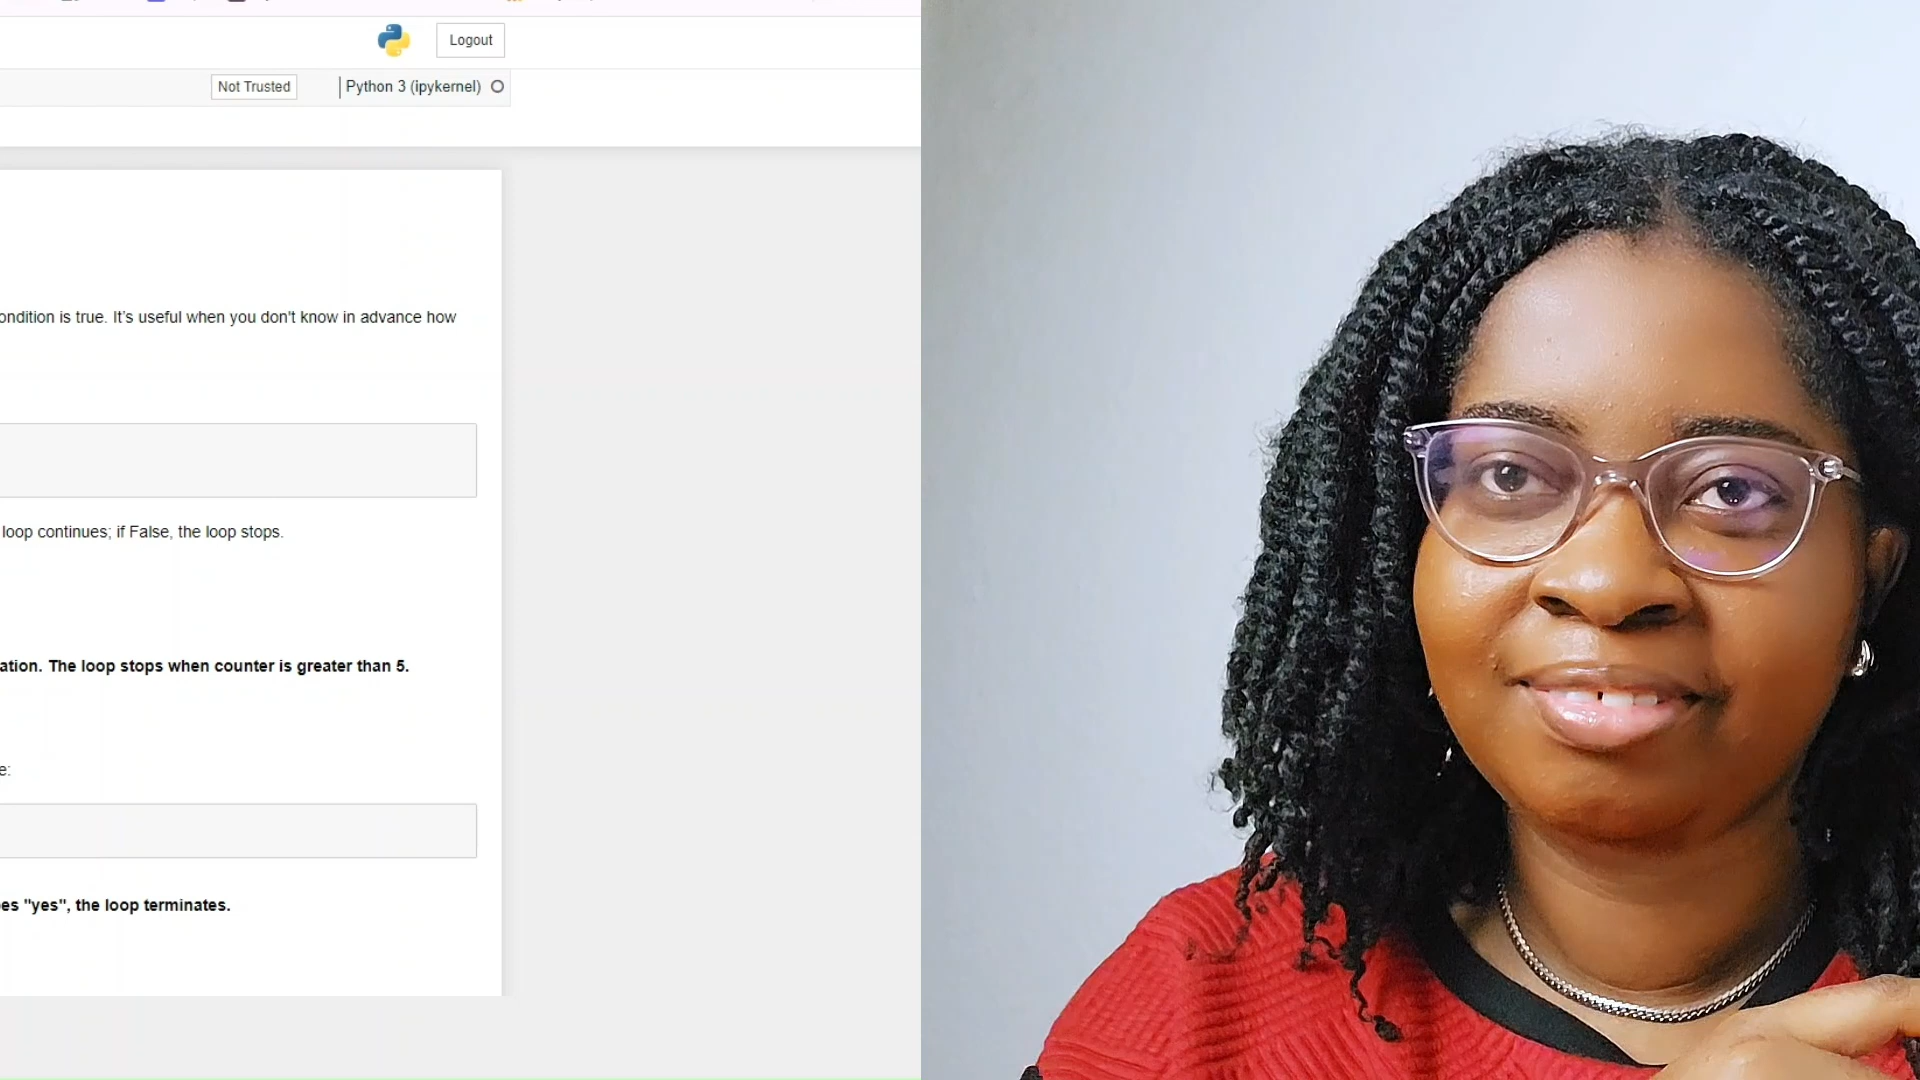 Logout
Not Trusted
Python 3 (ipykernel)
ondition is true. It's useful when you don't know in advance how
loop continues; if False, the loop stops.
ation. The loop stops when counter is greater than 5.
e:
es "yes", the loop terminates.